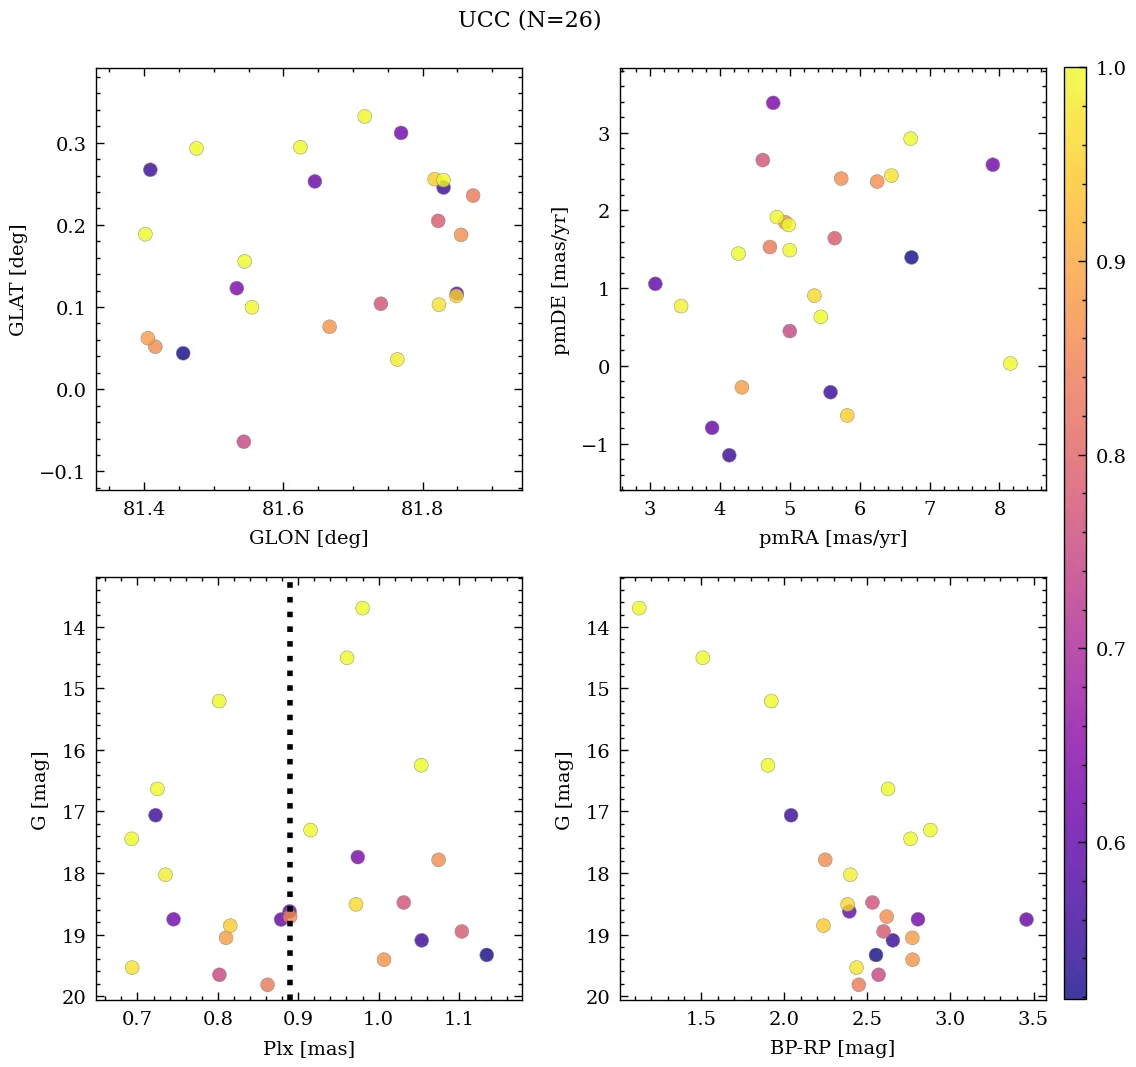 UCC (N=26)
0.3
0.2
0.1
0.0
−0.1
GLAT [deg]
81.4 81.6 81.8
GLON [deg]
3
2
1
0
−1
pmDE [mas/yr]
3 4 5 6 7 8
pmRA [mas/yr]
1.0
0.9
0.8
0.7
0.6
14
15
16
17
18
19
20
G [mag]
0.7 0.8 0.9 1.0 1.1
Plx [mas]
14
15
16
17
18
19
20
G [mag]
1.5 2.0 2.5 3.0 3.5
BP-RP [mag]